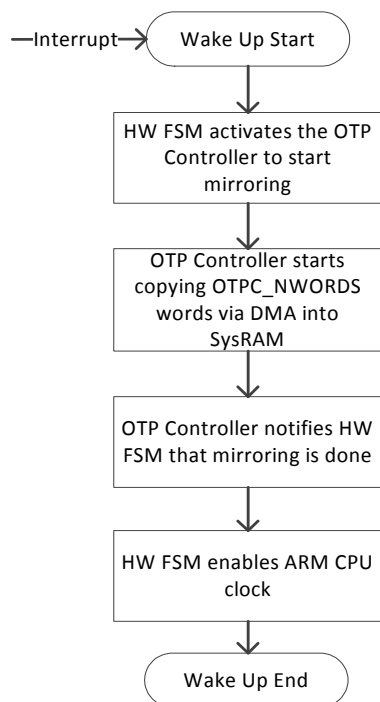 Interrupt
Wake Up Start
HW FSM activates the OTP
Controller to start
mirroring
OTP Controller starts
copying OTPC_NWORDS
words via DMA into
SysRAM
OTP Controller notifies HW
FSM that mirroring is done
HW FSM enables ARM CPU
clock
Wake Up End